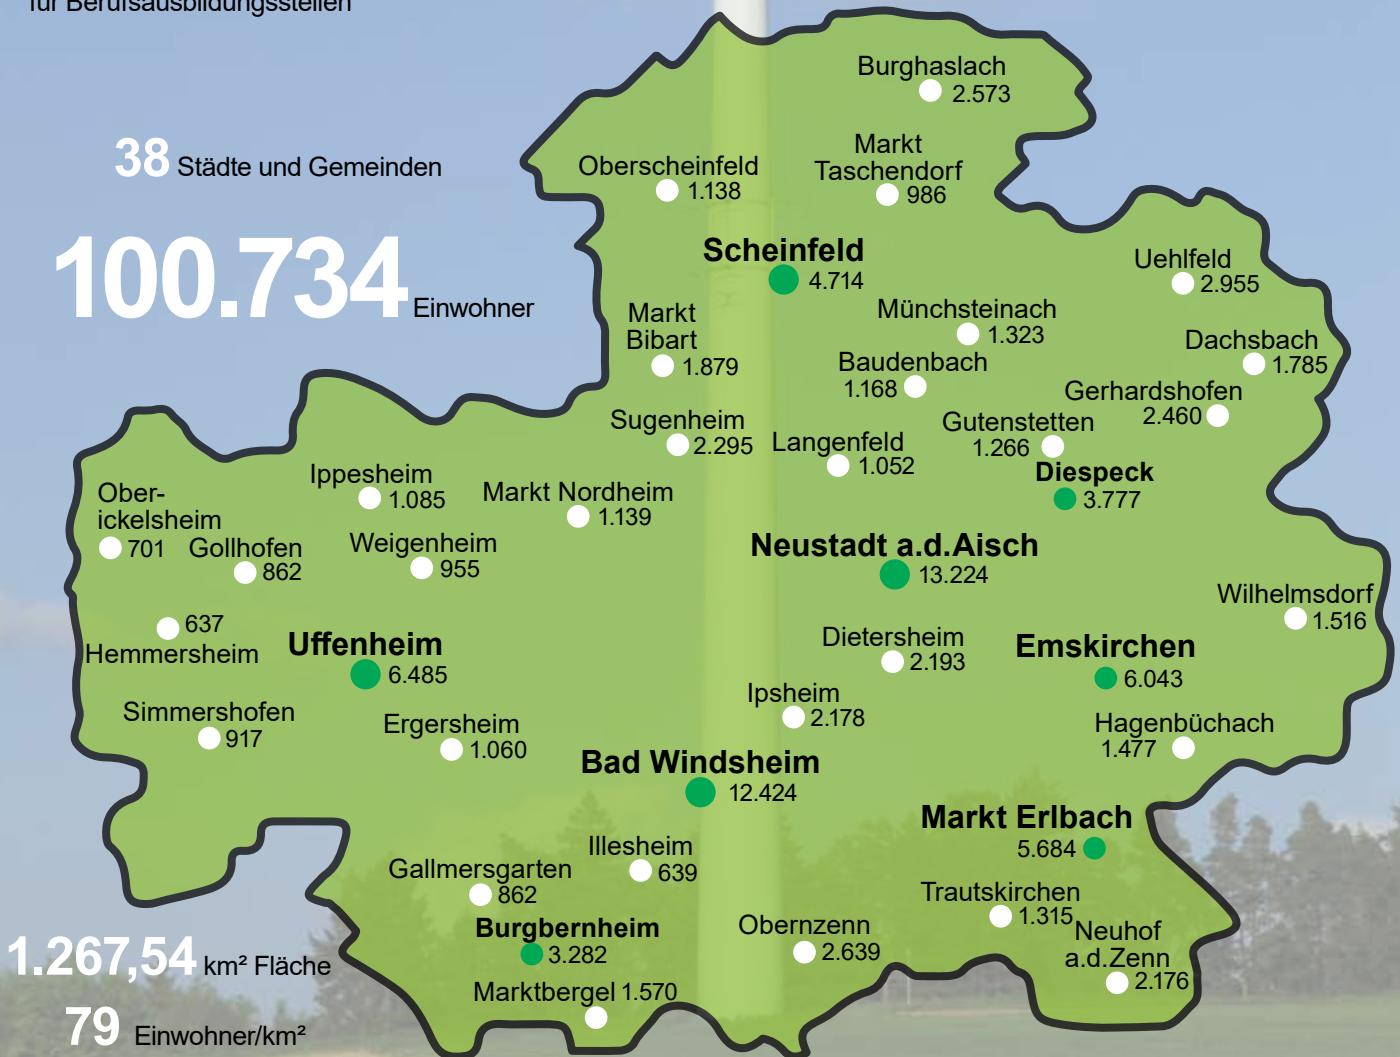 für Berufsausbildungsstellen
38 Städte und Gemeinden
100.734 Einwohner
Burghaslach
2.573
Markt
Taschendorf
986
Oberscheinfeld
1.138
Scheinfeld
4.714
Uehlfeld
2.955
Münchsteinach
1.323
Markt
Bibart
1.879
Dachsbach
1.785
Baudenbach
1.168
Gerhardshofen
2.460
Sugenheim
2.295
Langenfeld
1.052
Gutenstetten
1.266
Diespeck
3.777
Ippesheim
1.085
Markt Nordheim
1.139
Ober-
ickelsheim
701
Gollhofen
862
Weigenheim
955
Neustadt a.d.Aisch
13.224
Wilhelmsdorf
1.516
637
Hemmersheim
Uffenheim
6.485
Dietersheim
2.193
Emskirchen
6.043
Simmershofen
917
Ergersheim
1.060
Ipsheim
2.178
Hagenbüchach
1.477
Bad Windsheim
12.424
Markt Erlbach
5.684
Illesheim
639
Gallmersgarten
862
Trautskirchen
1.315
Burgbernheim
3.282
Obernzenn
2.639
Neuhof
a.d.Zenn
2.176
Marktbergel 1.570
1.267,54 km² Fläche
79 Einwohner/km²